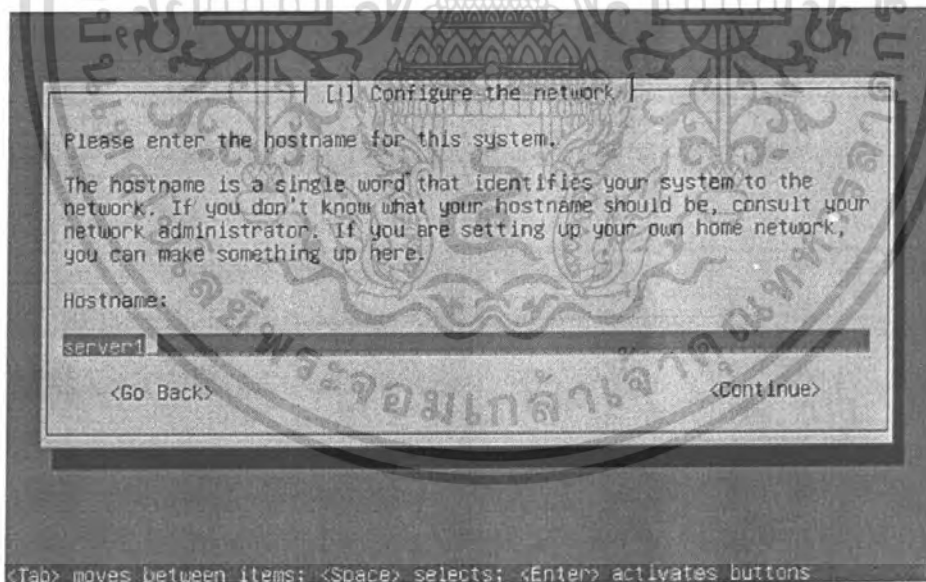 [!] Configure the network
Please enter the hostname for this system.
The hostname is a single word that identifies your system to the
network. If you don't know what your hostname should be, consult your
network administrator. If you are setting up your own home network,
you can make something up here.
Hostname:
server1
<Go Back> <Continue>
<Tab> moves between items; <Space> selects; <Enter> activates buttons